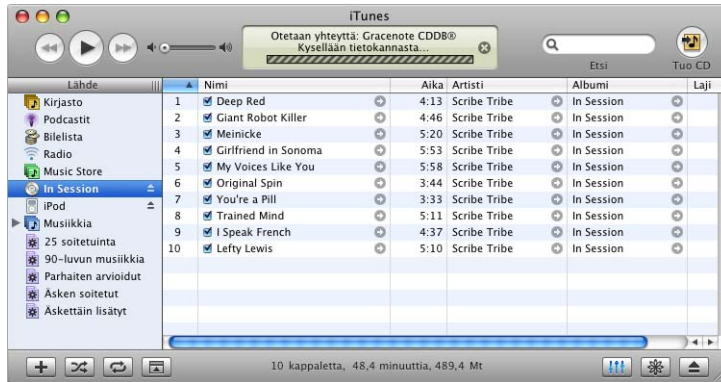 iTunes
Otetaan yhteyttä: Gracenote CDDB®
Kysellään tietokannasta...
Etsi
Tuo CD
Lähde
Kirjasto
Podcastit
Bilelista
Radio
Music Store
In Session
iPod
Musiikkia
25 soitetuinta
90-luvun musiikkia
Parhaiten arvioidut
Äsken soitetut
Äskettäin lisätyt
Nimi Aika Artisti Albumi Laji
1 Deep Red 4:13 Scribe Tribe In Session
2 Giant Robot Killer 4:46 Scribe Tribe In Session
3 Meinicke 5:20 Scribe Tribe In Session
4 Girlfriend in Sonoma 5:53 Scribe Tribe In Session
5 My Voices Like You 5:58 Scribe Tribe In Session
6 Original Spin 3:44 Scribe Tribe In Session
7 You're a Pill 3:33 Scribe Tribe In Session
8 Trained Mind 5:11 Scribe Tribe In Session
9 I Speak French 4:37 Scribe Tribe In Session
10 Lefty Lewis 5:10 Scribe Tribe In Session
10 kappaletta, 48,4 minuuttia, 489,4 Mt